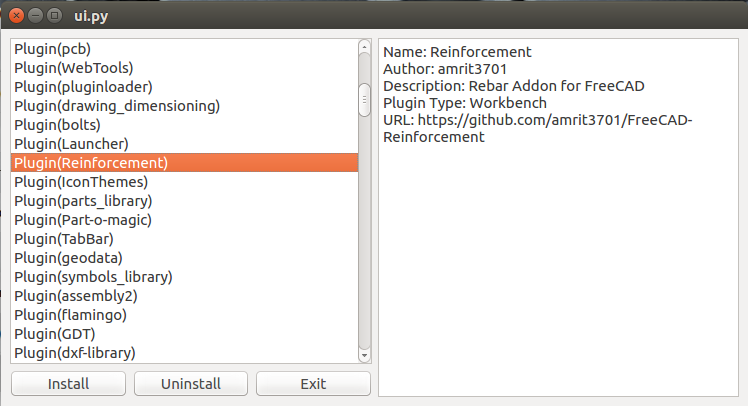 ui.py
Plugin(pcb)
Plugin(WebTools)
Plugin(pluginloader)
Plugin(drawing_dimensioning)
Plugin(bolts)
Plugin(Launcher)
Plugin(Reinforcement)
Plugin(IconThemes)
Plugin(parts_library)
Plugin(Part-o-magic)
Plugin(TabBar)
Plugin(geodata)
Plugin(symbols_library)
Plugin(assembly2)
Plugin(flamingo)
Plugin(GDT)
Plugin(dxf-library)
Install Uninstall Exit
Name: Reinforcement
Author: amrit3701
Description: Rebar Addon for FreeCAD
Plugin Type: Workbench
URL: https://github.com/amrit3701/FreeCAD-
Reinforcement